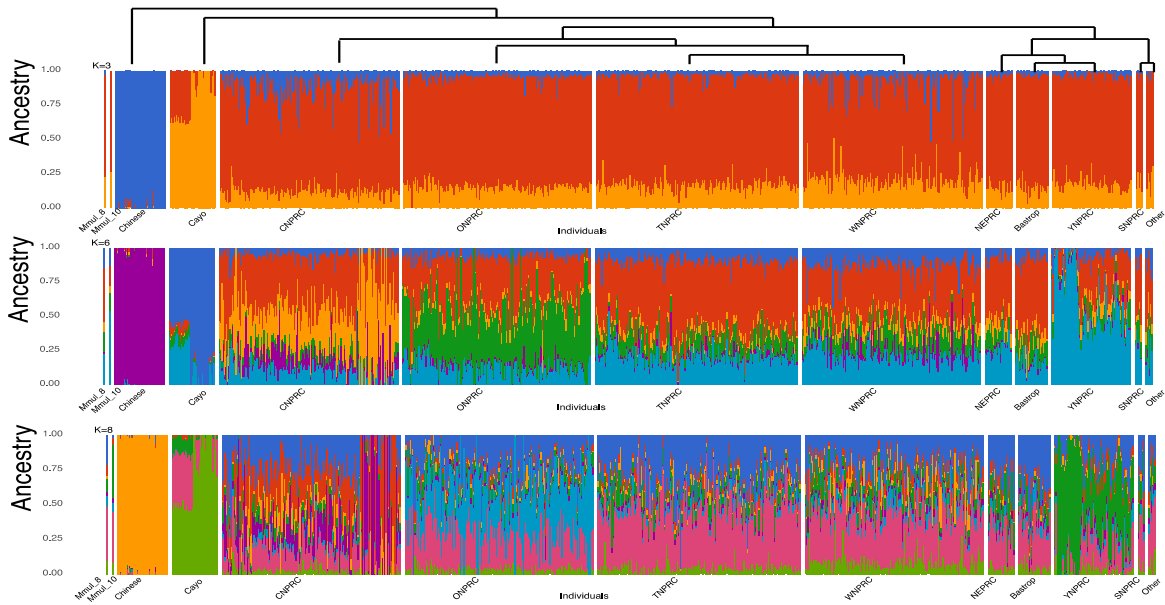 K=3
Ancestry
1.00
0.75
0.50
0.25
0.00
Mmul_8
Mmul_10
Chinese
Cayo
CNPRC
ONPRC
TNPRC
WNPRC
NEPRC
Bastrop
YNPRC
SNPRC
Other
Individuals
K=6
Ancestry
1.00
0.75
0.50
0.25
0.00
Mmul_8
Mmul_10
Chinese
Cayo
CNPRC
ONPRC
TNPRC
WNPRC
NEPRC
Bastrop
YNPRC
SNPRC
Other
Individuals
K=8
Ancestry
1.00
0.75
0.50
0.25
0.00
Mmul_8
Mmul_10
Chinese
Cayo
CNPRC
ONPRC
TNPRC
WNPRC
NEPRC
Bastrop
YNPRC
SNPRC
Other
Individuals